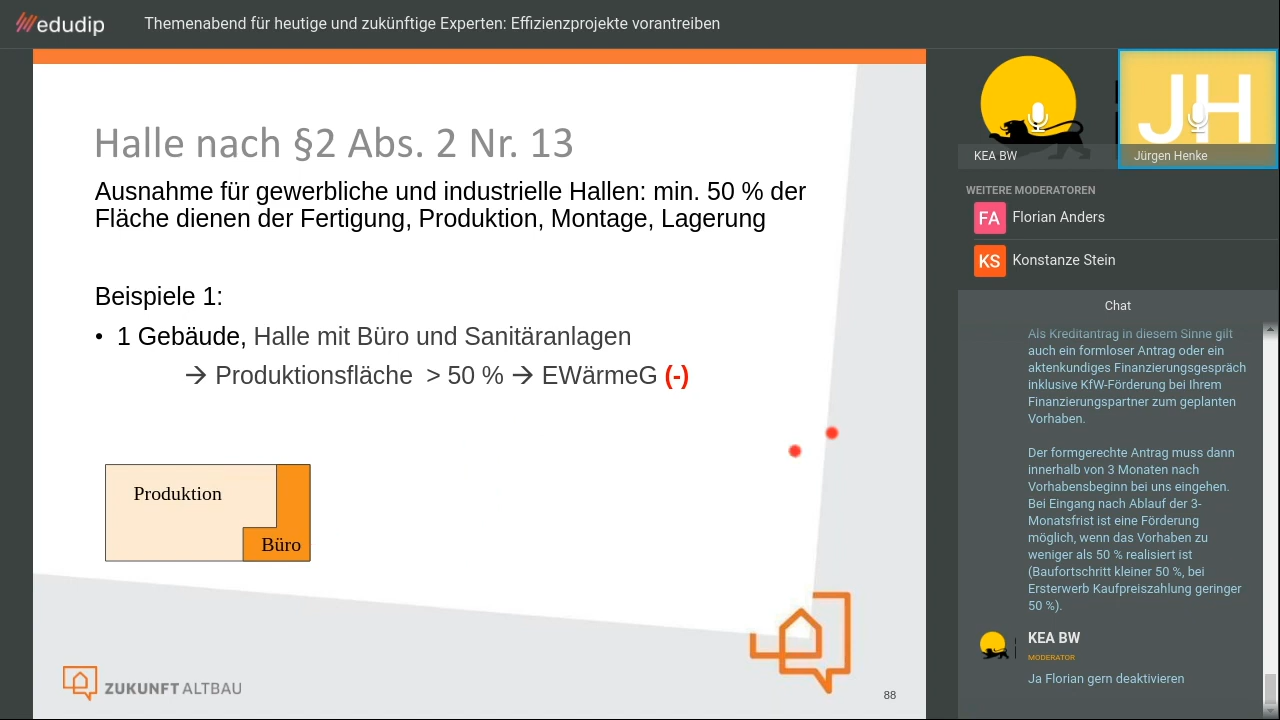 edudip
Themenabend für heutige und zukünftige Experten: Effizienzprojekte vorantreiben
Halle nach §2 Abs. 2 Nr. 13
Ausnahme für gewerbliche und industrielle Hallen: min. 50 % der
Fläche dienen der Fertigung, Produktion, Montage, Lagerung
Beispiele 1:
• 1 Gebäude, Halle mit Büro und Sanitäranlagen
→ Produktionsfläche > 50 % → EWärmeG (-)
Produktion
Büro
ZUKUNFT ALTBAU
88
KEA BW
JH
Jürgen Henke
WEITERE MODERATOREN
FA Florian Anders
KS Konstanze Stein
Chat
Als Kreditantrag in diesem Sinne gilt
auch ein formloser Antrag oder ein
aktenkundiges Finanzierungsgespräch
inklusive KfW-Förderung bei Ihrem
Finanzierungspartner zum geplanten
Vorhaben.
Der formgerechte Antrag muss dann
innerhalb von 3 Monaten nach
Vorhabensbeginn bei uns eingehen.
Bei Eingang nach Ablauf der 3-
Monatsfrist ist eine Förderung
möglich, wenn das Vorhaben zu
weniger als 50 % realisiert ist
(Baufortschritt kleiner 50 %, bei
Ersterwerb Kaufpreiszahlung geringer
50 %).
KEA BW
MODERATOR
Ja Florian gern deaktivieren